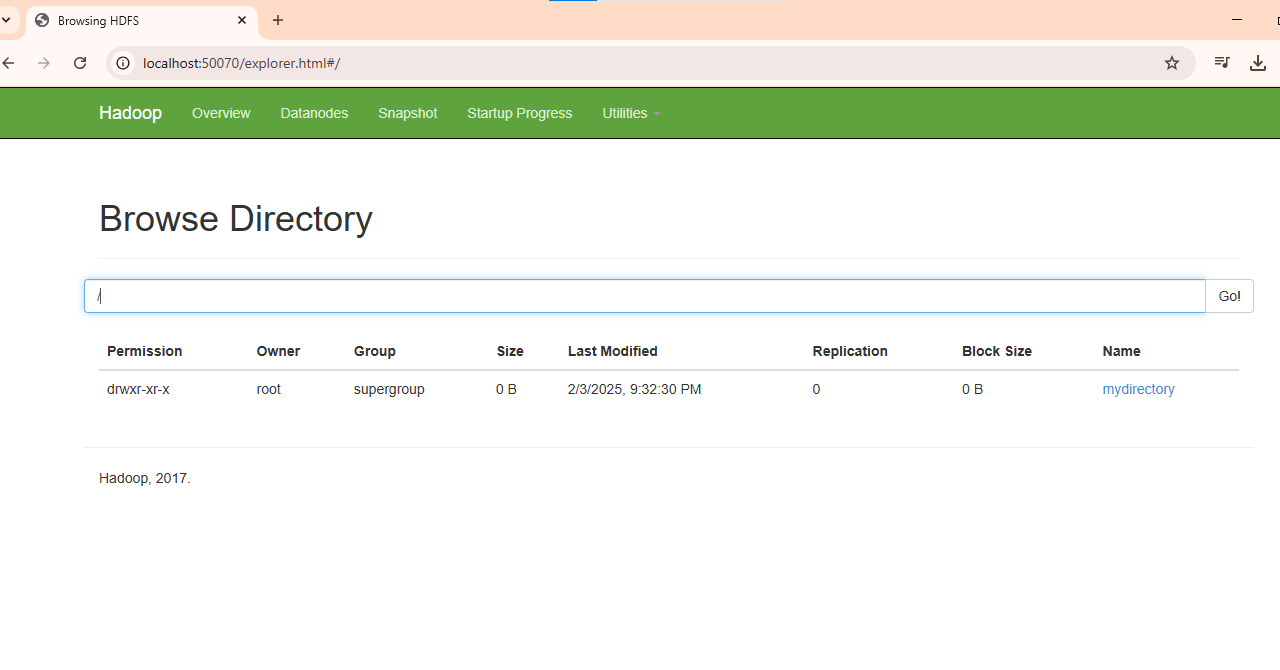 Browsing HDFS
localhost:50070/explorer.html#/
Hadoop Overview Datanodes Snapshot Startup Progress Utilities
Browse Directory
/ Go!
Permission Owner Group Size Last Modified Replication Block Size Name
drwxr-xr-x root supergroup 0 B 2/3/2025, 9:32:30 PM 0 0 B mydirectory
Hadoop, 2017.